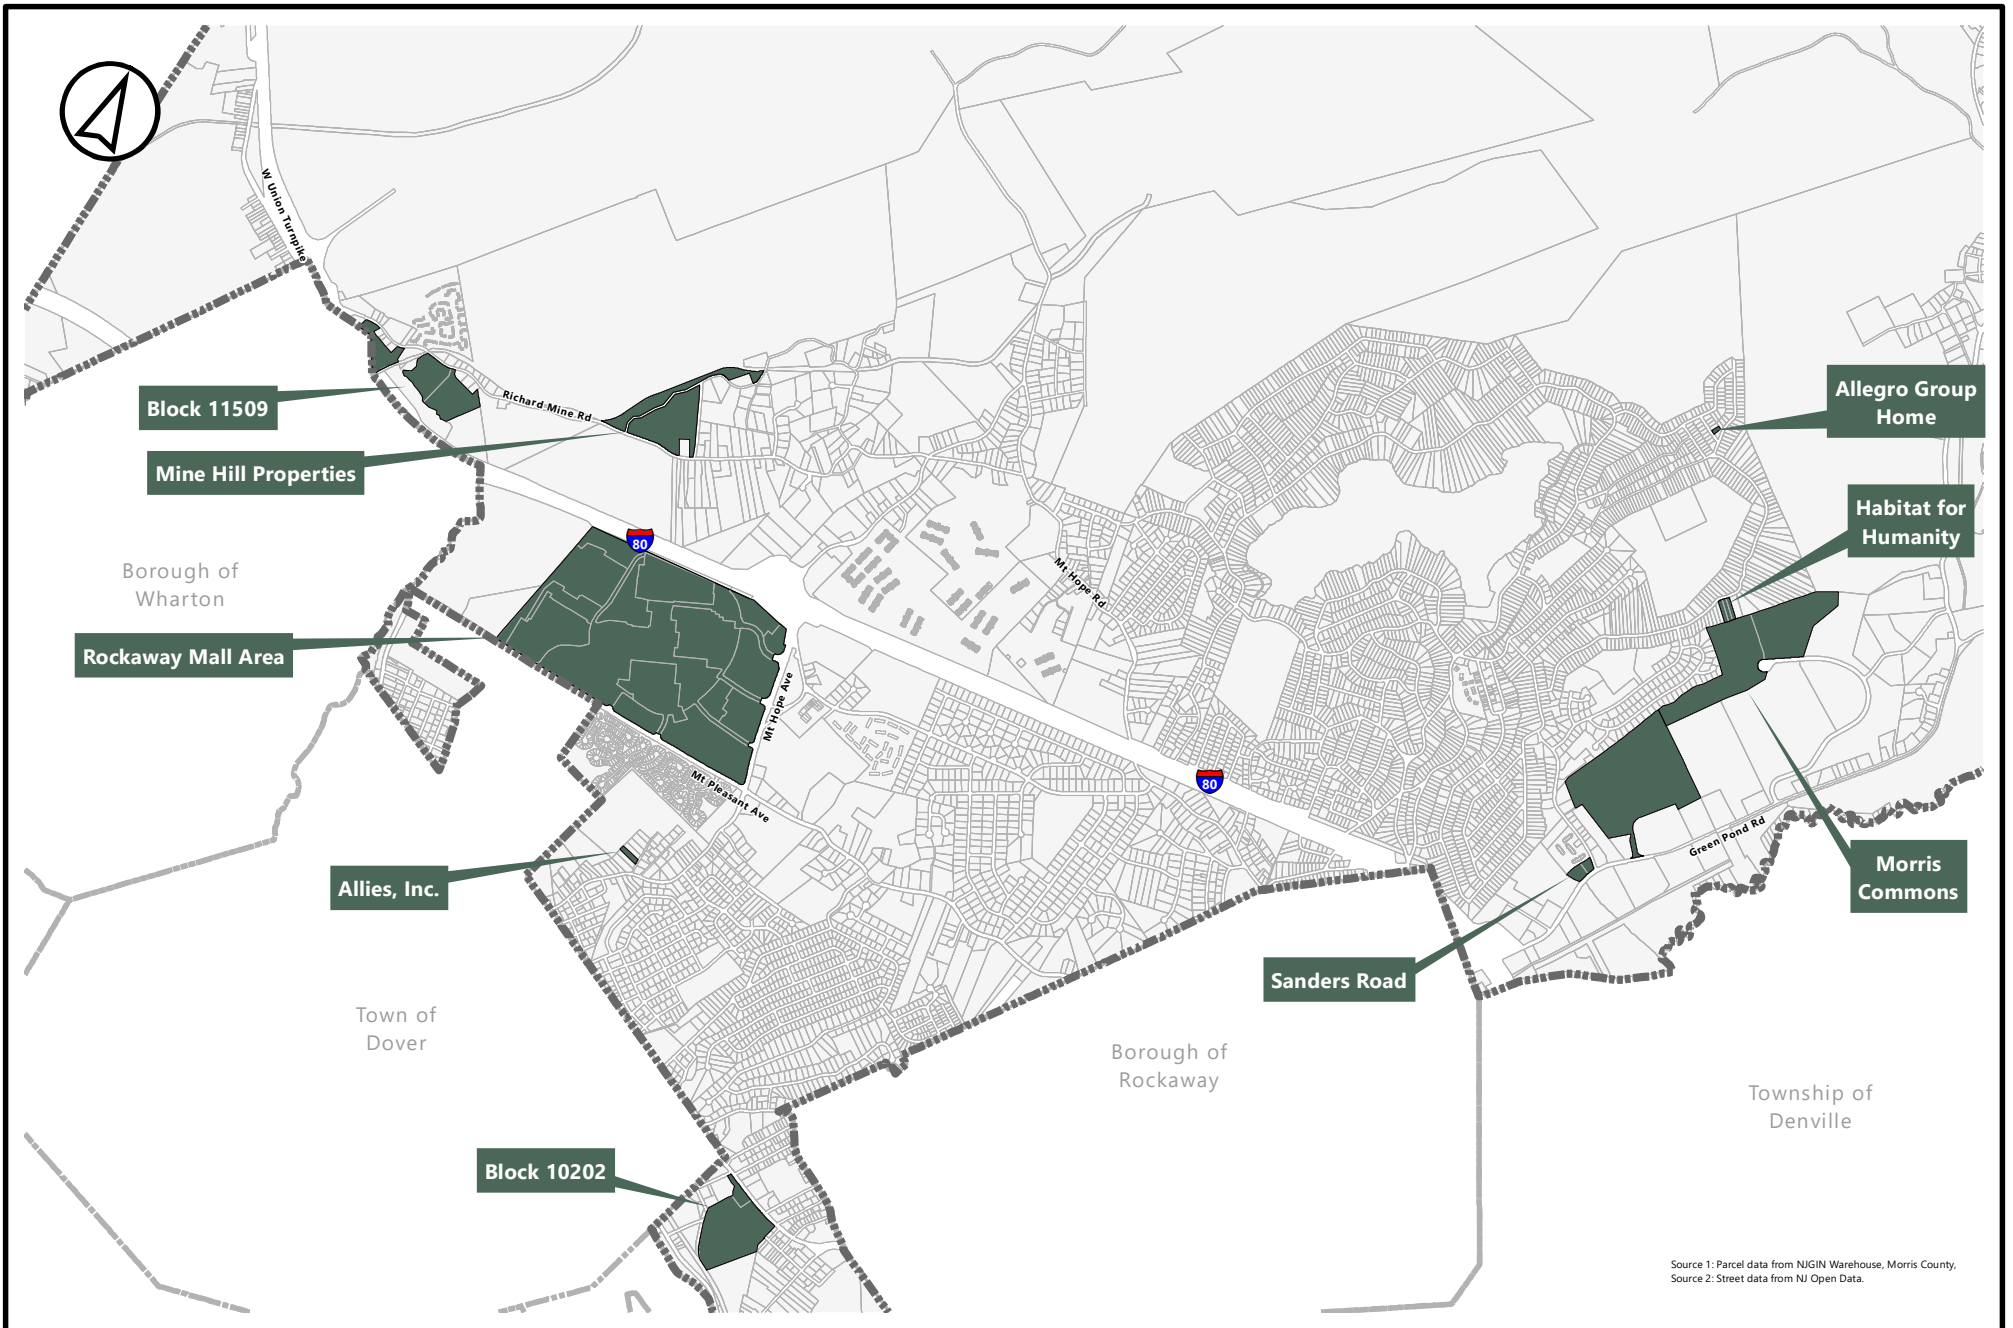 W Union Turnpike
Block 11509
Richard Mine Rd
Mine Hill Properties
Allegro Group
Home
Habitat for
Humanity
80
Borough of
Wharton
Mt Hope Rd
Rockaway Mall Area
Mt Hope Ave
Mt Pleasant Ave
80
Green Pond Rd
Allies, Inc.
Morris
Commons
Sanders Road
Town of
Dover
Borough of
Rockaway
Township of
Denville
Block 10202
Source 1: Parcel data from NJGIN Warehouse, Morris County,
Source 2: Street data from NJ Open Data.